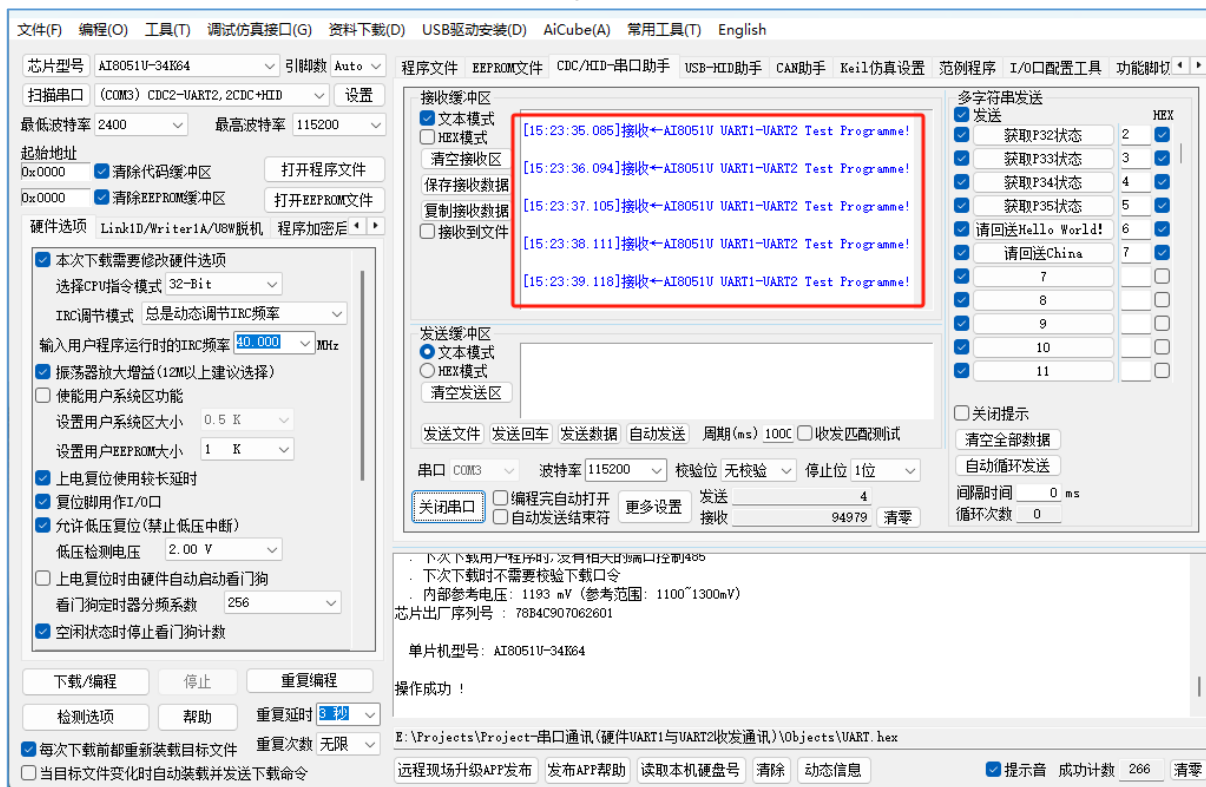 文件(F) 编程(O) 工具(T) 调试仿真接口(G) 资料下载(D) USB驱动安装(D) AiCube(A) 常用工具(T) English
芯片型号 AI8051U-34K64 引脚数 Auto
扫描串口 (COM3) CDC2-UART2,2CDC+HID 设置
最低波特率 2400 最高波特率 115200
起始地址
0x0000 清除代码缓冲区 打开程序文件
0x0000 清除EEPROM缓冲区 打开EEPROM文件
硬件选项 Link1D/Writer1A/U8W脱机 程序加密后
本次下载需要修改硬件选项
选择CPU指令模式 32-Bit
IRC调节模式 总是动态调节IRC频率
输入用户程序运行时的IRC频率 40.000 MHz
振荡器放大增益(12M以上建议选择)
使能用户系统区功能
设置用户系统区大小 0.5 K
设置用户EEPROM大小 1 K
上电复位使用较长延时
复位脚用作I/O口
允许低压复位(禁止低压中断)
低压检测电压 2.00 V
上电复位时由硬件自动启动看门狗
看门狗定时器分频系数 256
空闲状态时停止看门狗计数
下载/编程 停止 重复编程
检测选项 帮助 重复延时 3 秒
每次下载前都重新装载目标文件 重复次数 无限
当目标文件变化时自动装载并发送下载命令
程序文件 EEPROM文件 CDC/HID-串口助手 USB-HID助手 CAN助手 Keil仿真设置 范例程序 I/O口配置工具 功能脚切
接收缓冲区
文本模式
HEX模式
清空接收区
保存接收数据
复制接收数据
接收到文件
[15:23:35.085]接收←AI8051U UART1-UART2 Test Programme!
[15:23:36.094]接收←AI8051U UART1-UART2 Test Programme!
[15:23:37.105]接收←AI8051U UART1-UART2 Test Programme!
[15:23:38.111]接收←AI8051U UART1-UART2 Test Programme!
[15:23:39.118]接收←AI8051U UART1-UART2 Test Programme!
发送缓冲区
文本模式
HEX模式
清空发送区
发送文件 发送回车 发送数据 自动发送 周期(ms) 1000 收发匹配测试
串口 COM3 波特率 115200 校验位 无校验 停止位 1位
关闭串口 编程完自动打开 更多设置 发送 4
自动发送结束符 接收 94979 清零
多字符串发送
发送 HEX
获取P32状态 2
获取P33状态 3
获取P34状态 4
获取P35状态 5
请回送Hello World! 6
请回送China 7
7
8
9
10
11
关闭提示
清空全部数据
自动循环发送
间隔时间 0 ms
循环次数 0
. 下次下载用户程序时,没有相关的端口控制485
. 下次下载时不需要校验下载口令
. 内部参考电压: 1193 mV (参考范围: 1100~1300mV)
芯片出厂序列号 : 78B4C907062601
单片机型号: AI8051U-34K64
操作成功 !
E:\Projects\Project-串口通讯(硬件UART1与UART2收发通讯)\Objects\UART.hex
远程现场升级APP发布 发布APP帮助 读取本机硬盘号 清除 动态信息 提示音 成功计数 266 清零